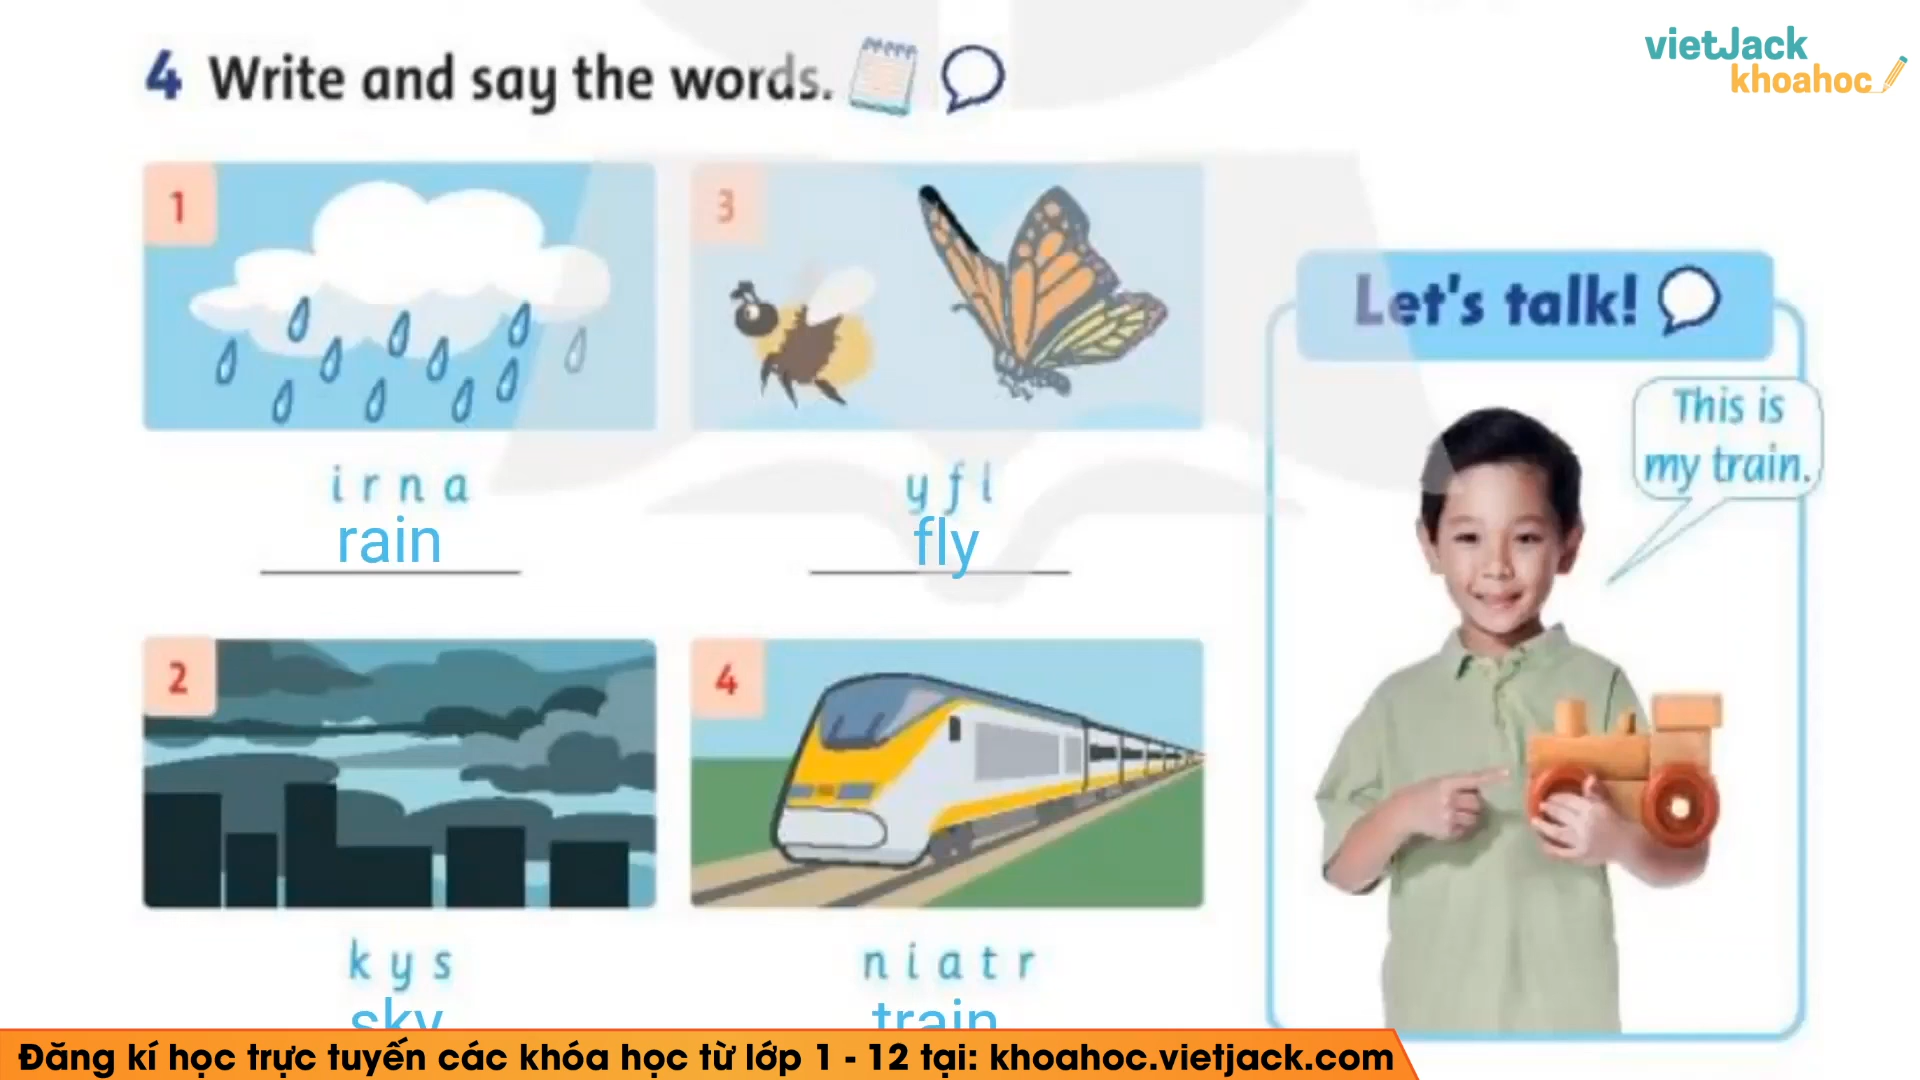 vietJack
khoahoc
4 Write and say the words.
1
3
i r n a
rain
y f l
fly
2
4
k y s
sky
n i a t r
train
Let's talk!
This is
my train.
Đăng kí học trực tuyến các khóa học từ lớp 1 - 12 tại: khoahoc.vietjack.com